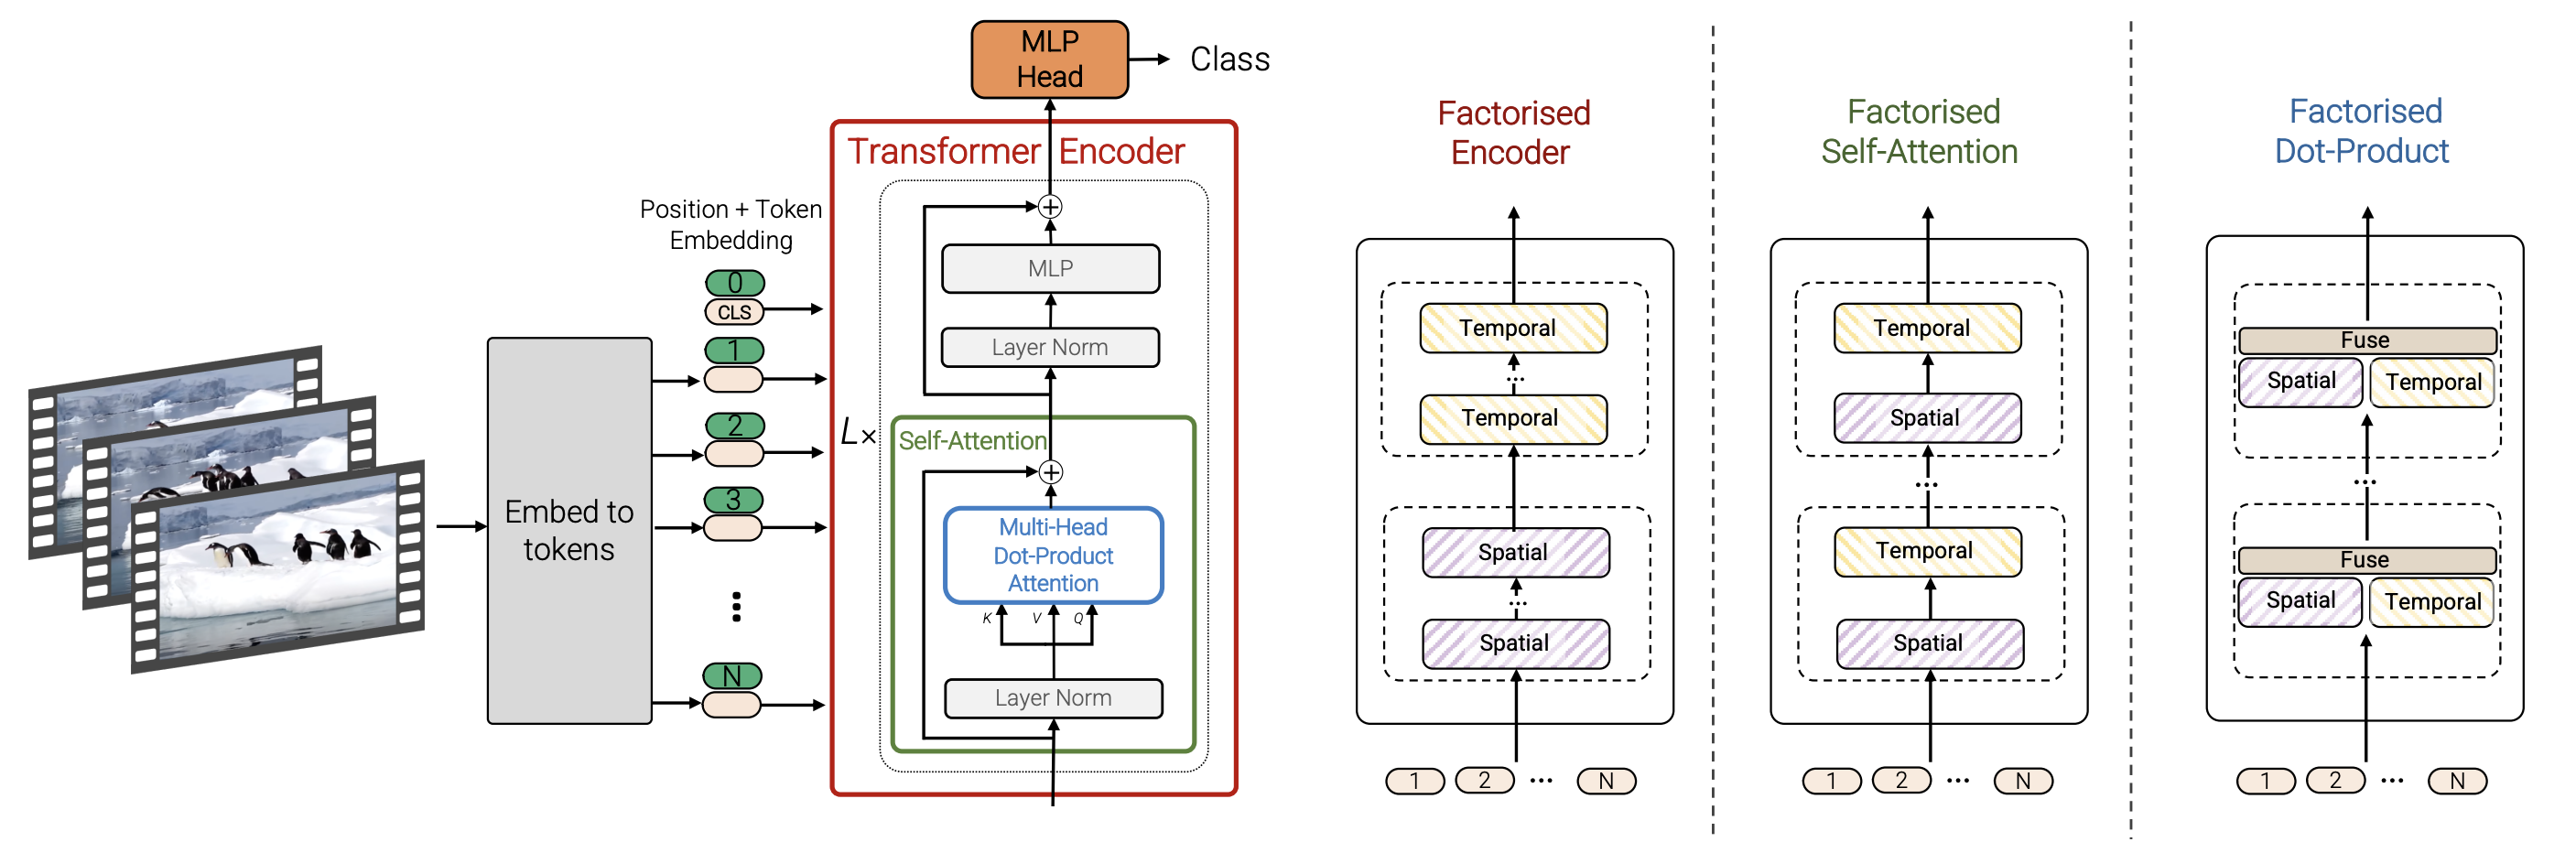 MLP
Head
Class
Transformer Encoder
Position + Token
Embedding
0
CLS
1
2
3
N
Embed to
tokens
L×
MLP
Layer Norm
Self-Attention
Multi-Head
Dot-Product
Attention
K V Q
Layer Norm
Factorised
Encoder
Temporal
...
Temporal
Spatial
...
Spatial
1 2 ... N
Factorised
Self-Attention
Temporal
Spatial
...
Temporal
Spatial
1 2 ... N
Factorised
Dot-Product
Fuse
Spatial Temporal
...
Fuse
Spatial Temporal
1 2 ... N